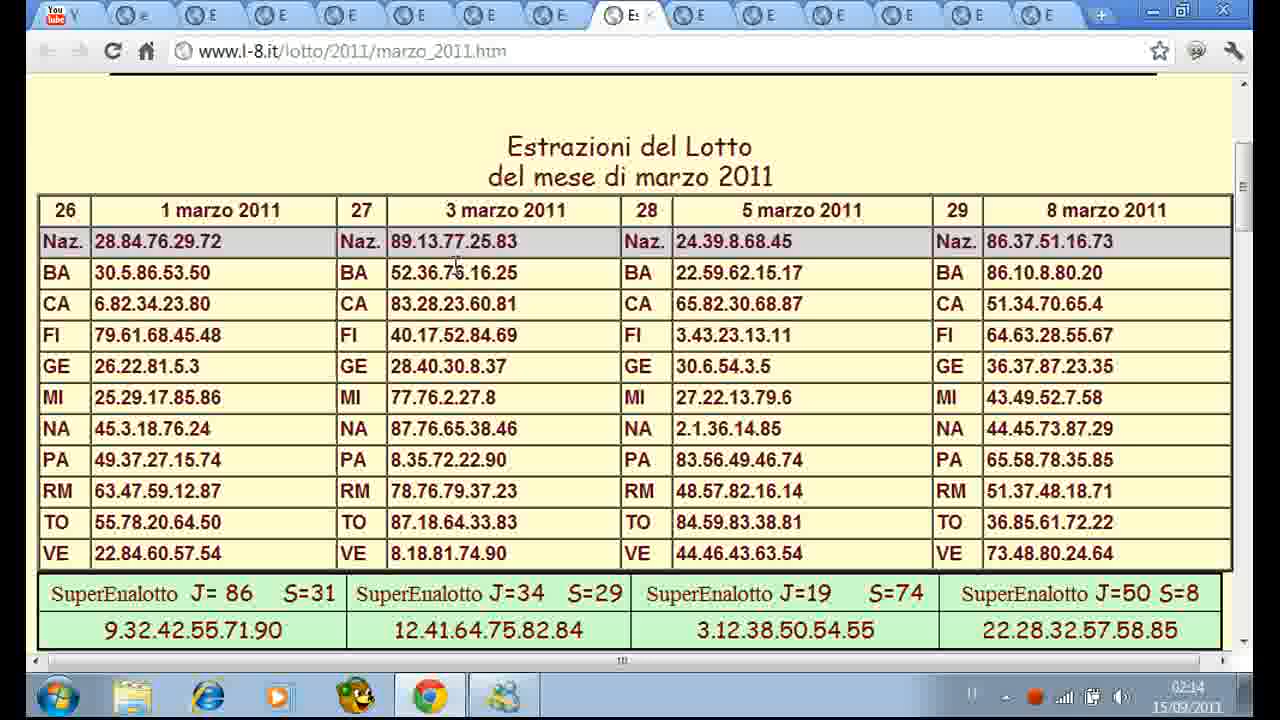 You Tube V e E E E E E Es E E E E E E
www.l-8.it/lotto/2011/marzo_2011.htm
Estrazioni del Lotto
del mese di marzo 2011
26 1 marzo 2011 27 3 marzo 2011 28 5 marzo 2011 29 8 marzo 2011
Naz. 28.84.76.29.72 Naz. 89.13.77.25.83 Naz. 24.39.8.68.45 Naz. 86.37.51.16.73
BA 30.5.86.53.50 BA 52.36.76.16.25 BA 22.59.62.15.17 BA 86.10.8.80.20
CA 6.82.34.23.80 CA 83.28.23.60.81 CA 65.82.30.68.87 CA 51.34.70.65.4
FI 79.61.68.45.48 FI 40.17.52.84.69 FI 3.43.23.13.11 FI 64.63.28.55.67
GE 26.22.81.5.3 GE 28.40.30.8.37 GE 30.6.54.3.5 GE 36.37.87.23.35
MI 25.29.17.85.86 MI 77.76.2.27.8 MI 27.22.13.79.6 MI 43.49.52.7.58
NA 45.3.18.76.24 NA 87.76.65.38.46 NA 2.1.36.14.85 NA 44.45.73.87.29
PA 49.37.27.15.74 PA 8.35.72.22.90 PA 83.56.49.46.74 PA 65.58.78.35.85
RM 63.47.59.12.87 RM 78.76.79.37.23 RM 48.57.82.16.14 RM 51.37.48.18.71
TO 55.78.20.64.50 TO 87.18.64.33.83 TO 84.59.83.38.81 TO 36.85.61.72.22
VE 22.84.60.57.54 VE 8.18.81.74.90 VE 44.46.43.63.54 VE 73.48.80.24.64
SuperEnalotto J= 86 S=31 SuperEnalotto J=34 S=29 SuperEnalotto J=19 S=74 SuperEnalotto J=50 S=8
9.32.42.55.71.90 12.41.64.75.82.84 3.12.38.50.54.55 22.28.32.57.58.85
02:14
15/09/2011